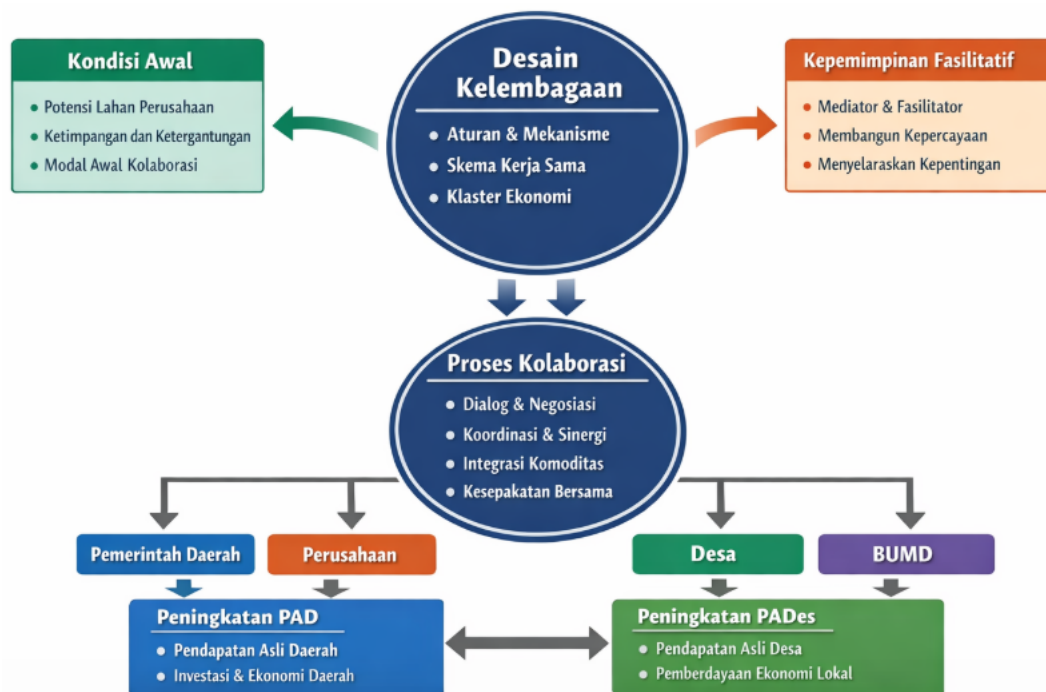 Kondisi Awal
• Potensi Lahan Perusahaan
• Ketimpangan dan Ketergantungan
• Modal Awal Kolaborasi
Desain
Kelembagaan
• Aturan & Mekanisme
• Skema Kerja Sama
• Klaster Ekonomi
Kepemimpinan Fasilitatif
• Mediator & Fasilitator
• Membangun Kepercayaan
• Menyelaraskan Kepentingan
Proses Kolaborasi
• Dialog & Negosiasi
• Koordinasi & Sinergi
• Integrasi Komoditas
• Kesepakatan Bersama
Pemerintah Daerah
Perusahaan
Desa
BUMD
Peningkatan PAD
• Pendapatan Asli Daerah
• Investasi & Ekonomi Daerah
Peningkatan PADes
• Pendapatan Asli Desa
• Pemberdayaan Ekonomi Lokal